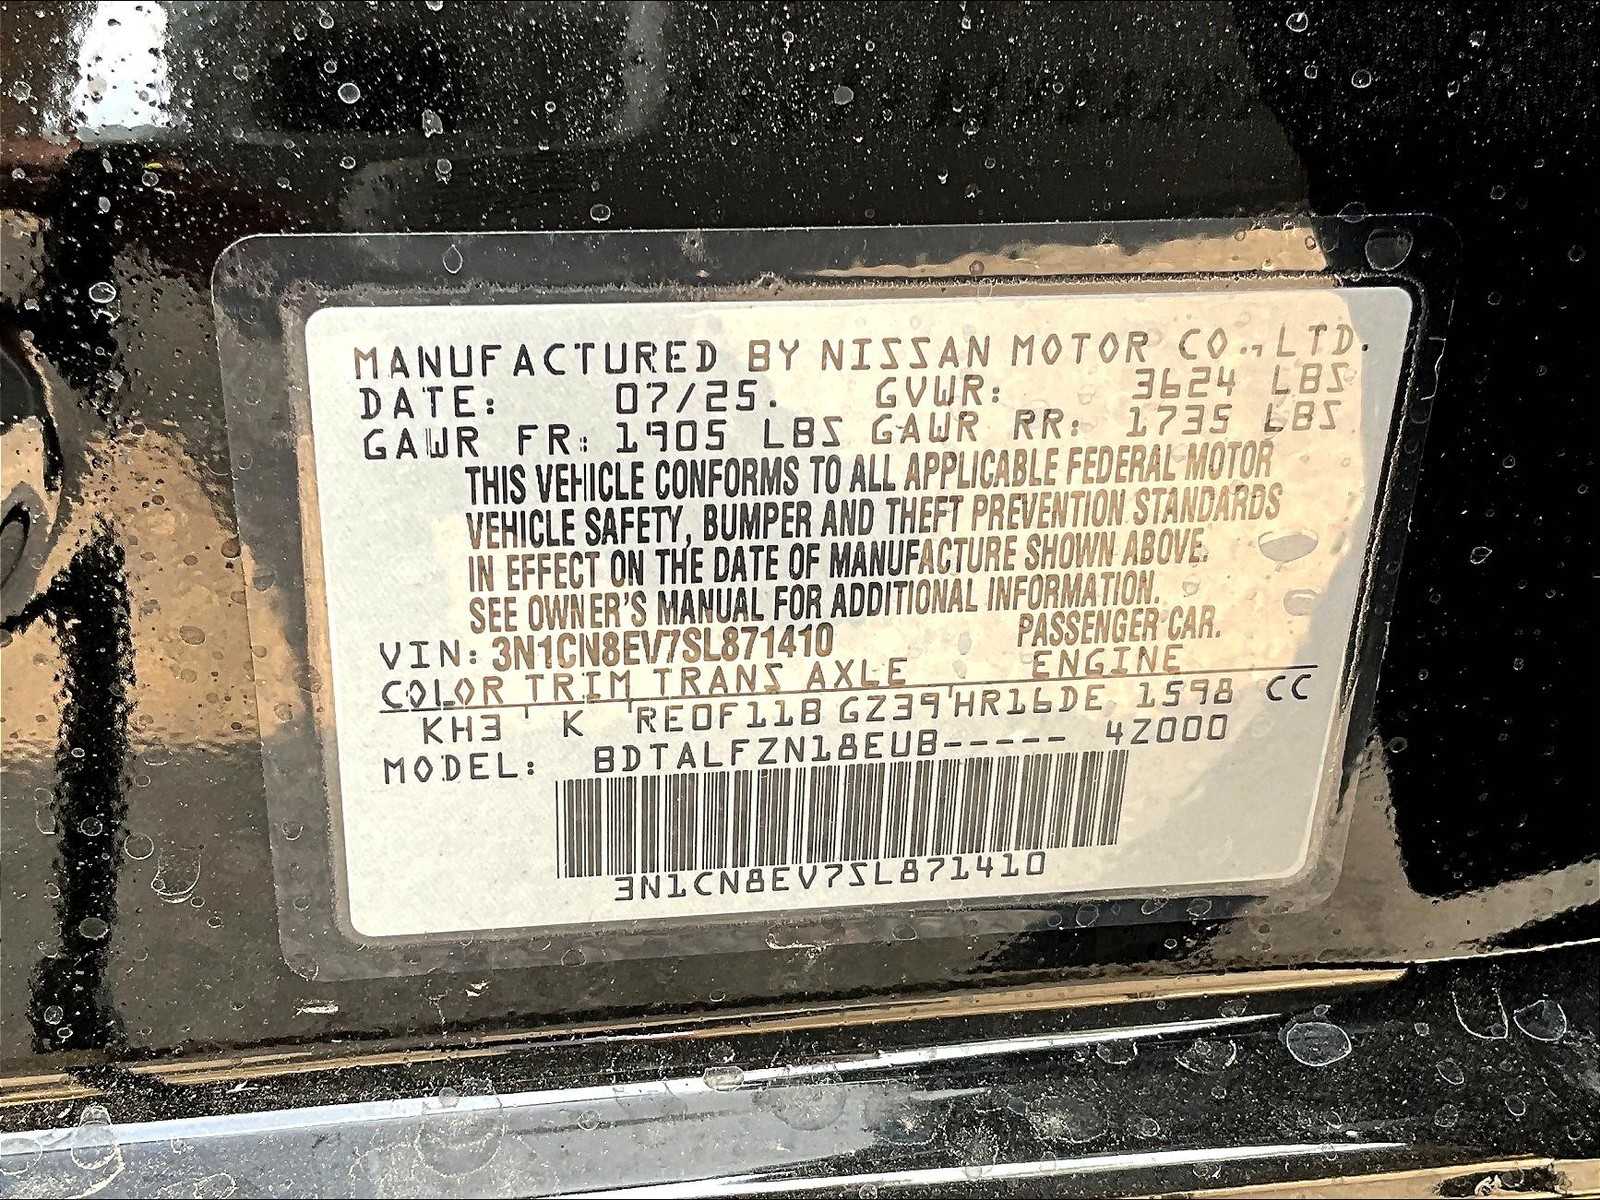 MANUFACTURED BY NISSAN MOTOR CO., LTD.
DATE: 07/25. GVWR: 3624 LBS
GAWR FR: 1905 LBS GAWR RR: 1735 LBS
THIS VEHICLE CONFORMS TO ALL APPLICABLE FEDERAL MOTOR
VEHICLE SAFETY, BUMPER AND THEFT PREVENTION STANDARDS
IN EFFECT ON THE DATE OF MANUFACTURE SHOWN ABOVE.
SEE OWNER'S MANUAL FOR ADDITIONAL INFORMATION.
VIN: 3N1CN8EV7SL871410 PASSENGER CAR.
COLOR TRIM TRANS AXLE ENGINE
KH3 K RE0F11B GZ39 HR16DE 1598 CC
MODEL: BDTALFZN18EUB----- 4Z000
3N1CN8EV7SL871410